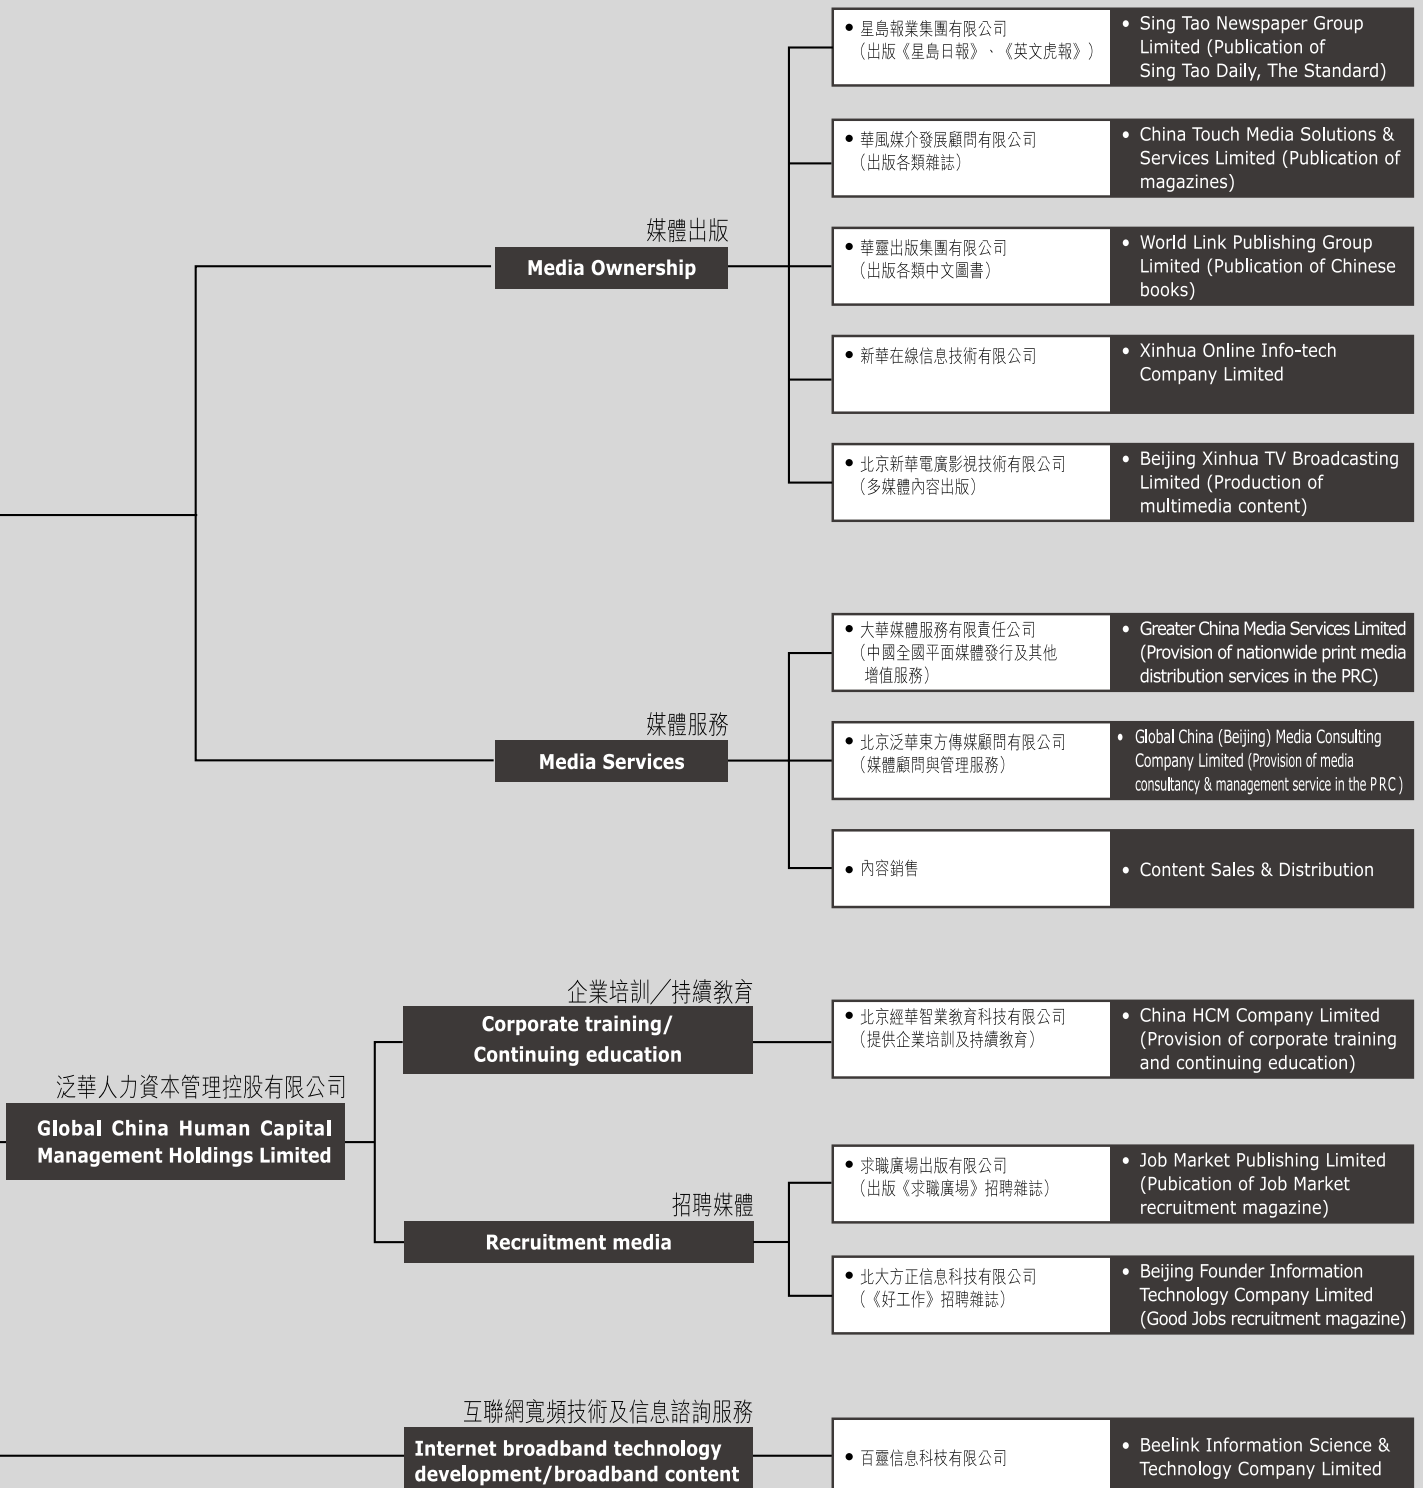 媒體出版
Media Ownership
• 星島報業集團有限公司
（出版《星島日報》、《英文虎報》）
• Sing Tao Newspaper Group
Limited (Publication of
Sing Tao Daily, The Standard)
• 華風媒介發展顧問有限公司
（出版各類雜誌）
• China Touch Media Solutions &
Services Limited (Publication of
magazines)
• 華靈出版集團有限公司
（出版各類中文圖書）
• World Link Publishing Group
Limited (Publication of Chinese
books)
• 新華在線信息技術有限公司
• Xinhua Online Info-tech
Company Limited
• 北京新華電廣影視技術有限公司
（多媒體內容出版）
• Beijing Xinhua TV Broadcasting
Limited (Production of
multimedia content)
媒體服務
Media Services
• 大華媒體服務有限責任公司
（中國全國平面媒體發行及其他
增值服務）
• Greater China Media Services Limited
(Provision of nationwide print media
distribution services in the PRC)
• 北京泛華東方傳媒顧問有限公司
（媒體顧問與管理服務）
• Global China (Beijing) Media Consulting
Company Limited (Provision of media
consultancy & management service in the PRC)
• 內容銷售
• Content Sales & Distribution
泛華人力資本管理控股有限公司
Global China Human Capital
Management Holdings Limited
企業培訓／持續教育
Corporate training/
Continuing education
• 北京經華智業教育科技有限公司
（提供企業培訓及持續教育）
• China HCM Company Limited
(Provision of corporate training
and continuing education)
招聘媒體
Recruitment media
• 求職廣場出版有限公司
（出版《求職廣場》招聘雜誌）
• Job Market Publishing Limited
(Pubication of Job Market
recruitment magazine)
• 北大方正信息科技有限公司
（《好工作》招聘雜誌）
• Beijing Founder Information
Technology Company Limited
(Good Jobs recruitment magazine)
互聯網寬頻技術及信息諮詢服務
Internet broadband technology
development/broadband content
• 百靈信息科技有限公司
• Beelink Information Science &
Technology Company Limited